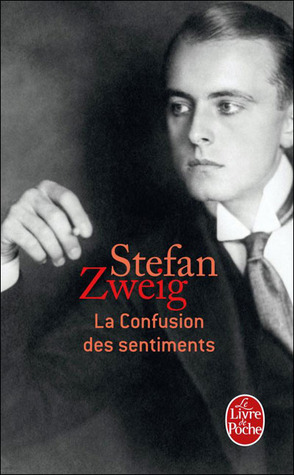 Stefan
Zweig
La Confusion
des sentiments
Le
Livre
de
Poche